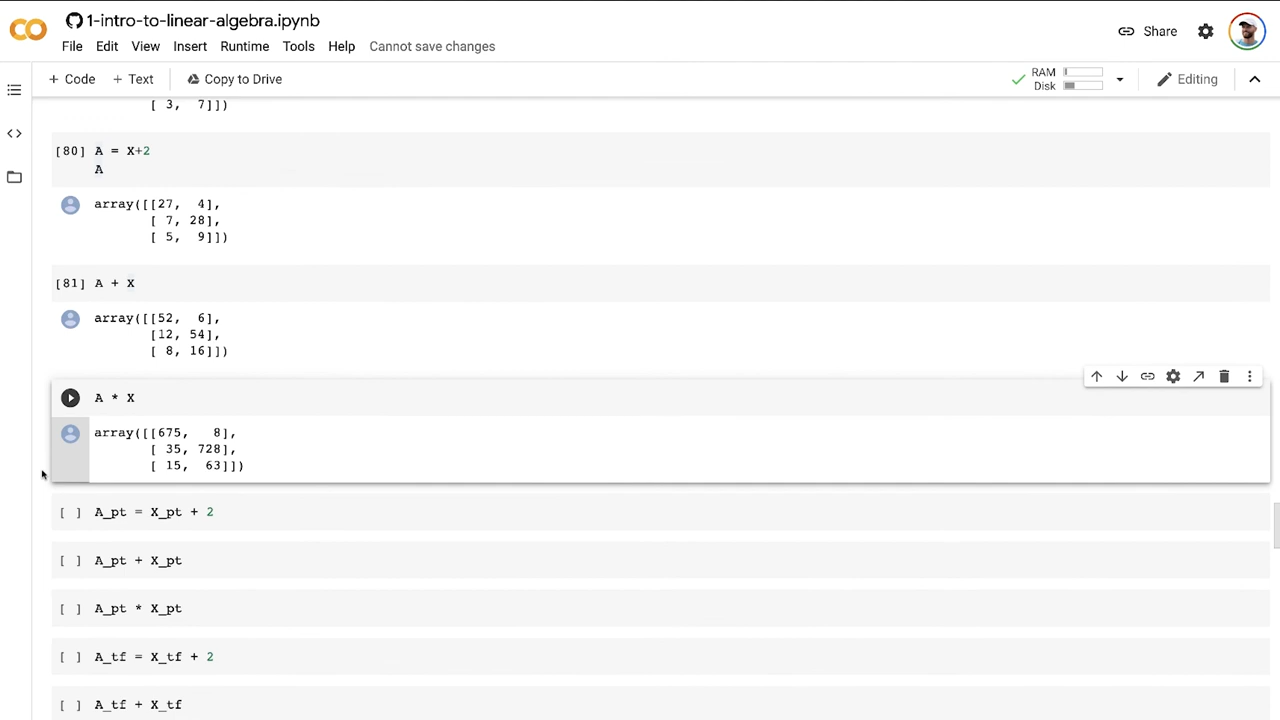 1-intro-to-linear-algebra.ipynb
Share
File Edit View Insert Runtime Tools Help Cannot save changes
+ Code + Text Copy to Drive
RAM
Disk
Editing
[ 3, 7]])
[80] A = X+2
A
array([[27, 4],
[ 7, 28],
[ 5, 9]])
[81] A + X
array([[52, 6],
[12, 54],
[ 8, 16]])
A * X
array([[675, 8],
[ 35, 728],
[ 15, 63]])
[ ] A_pt = X_pt + 2
[ ] A_pt + X_pt
[ ] A_pt * X_pt
[ ] A_tf = X_tf + 2
[ ] A_tf + X_tf